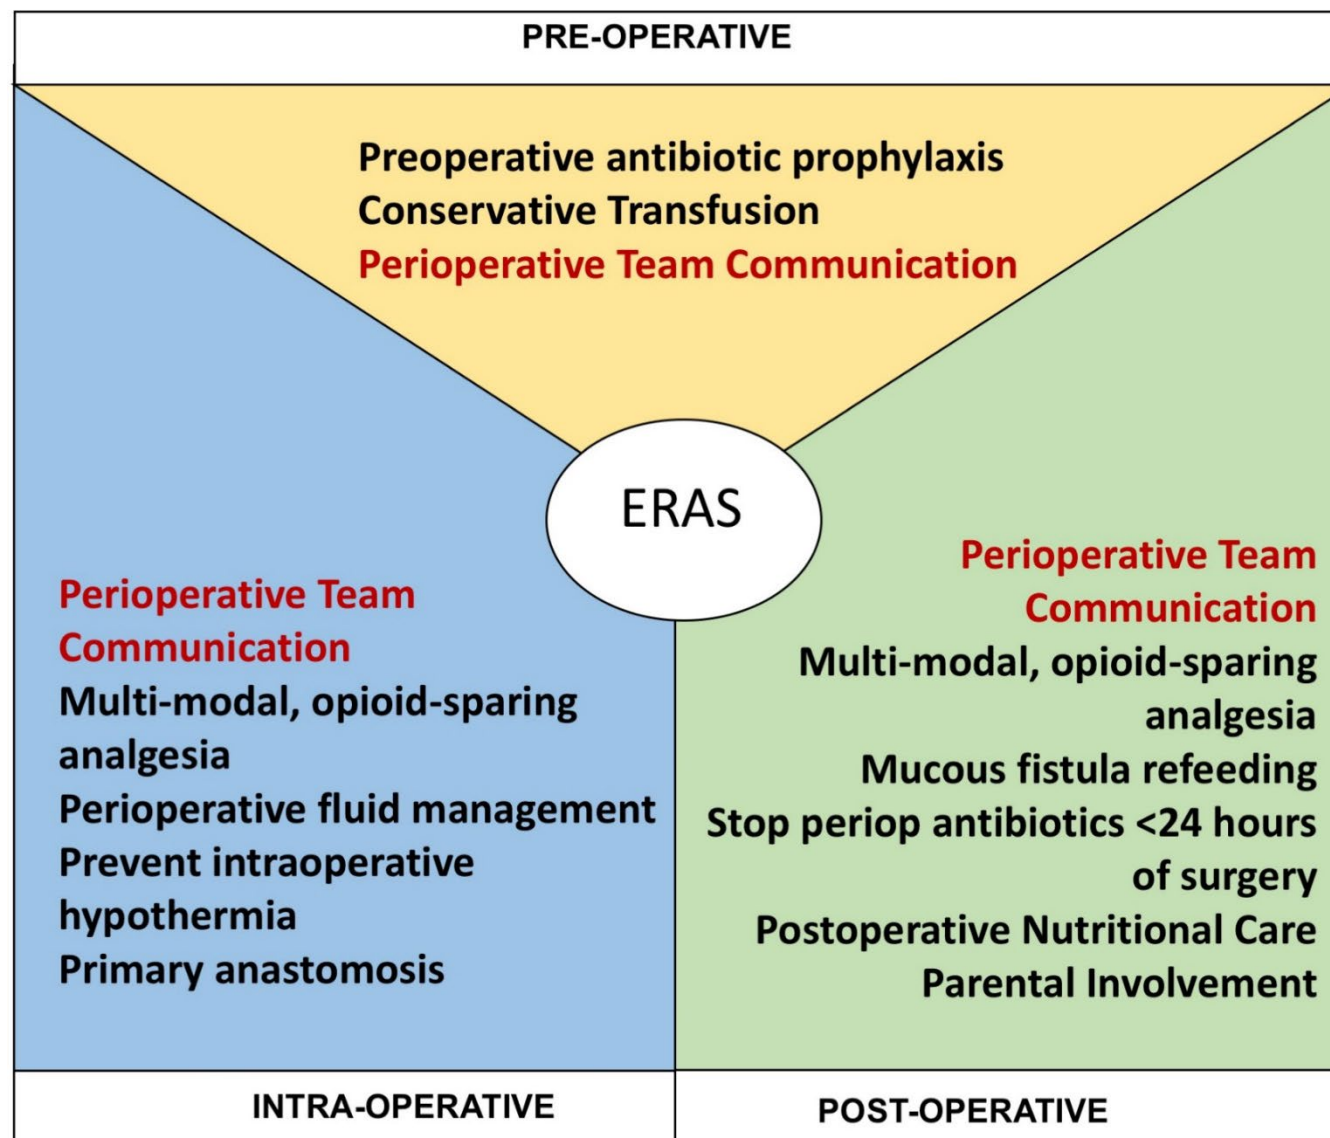 PRE-OPERATIVE
Preoperative antibiotic prophylaxis
Conservative Transfusion
Perioperative Team Communication
ERAS
Perioperative Team
Communication
Multi-modal, opioid-sparing
analgesia
Perioperative fluid management
Prevent intraoperative
hypothermia
Primary anastomosis
Perioperative Team
Communication
Multi-modal, opioid-sparing
analgesia
Mucous fistula refeeding
Stop periop antibiotics <24 hours
of surgery
Postoperative Nutritional Care
Parental Involvement
INTRA-OPERATIVE
POST-OPERATIVE